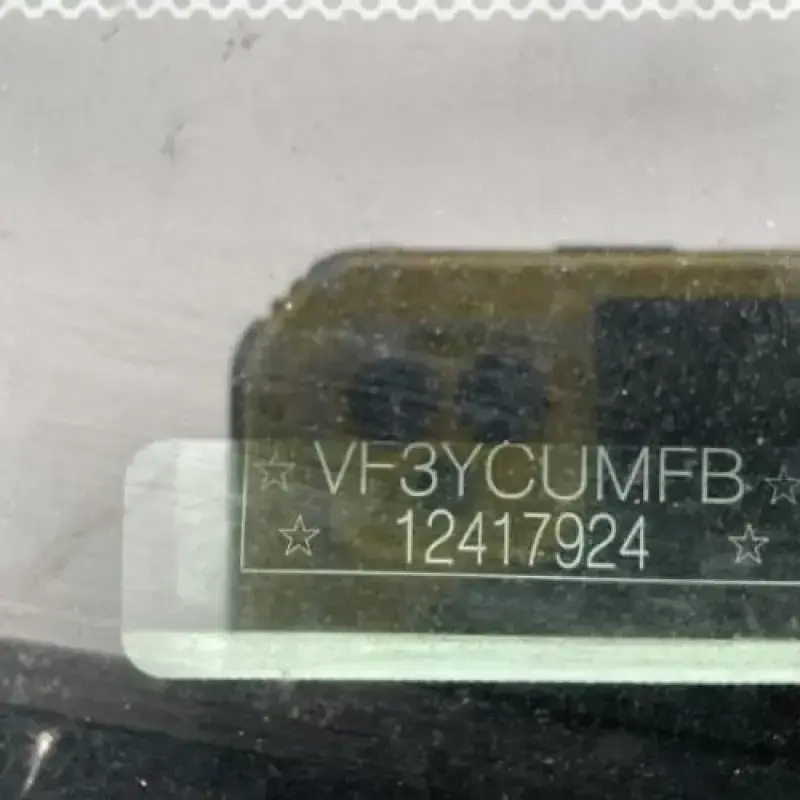 ☆ VF3YCUMFB ☆
☆ 12417924 ☆